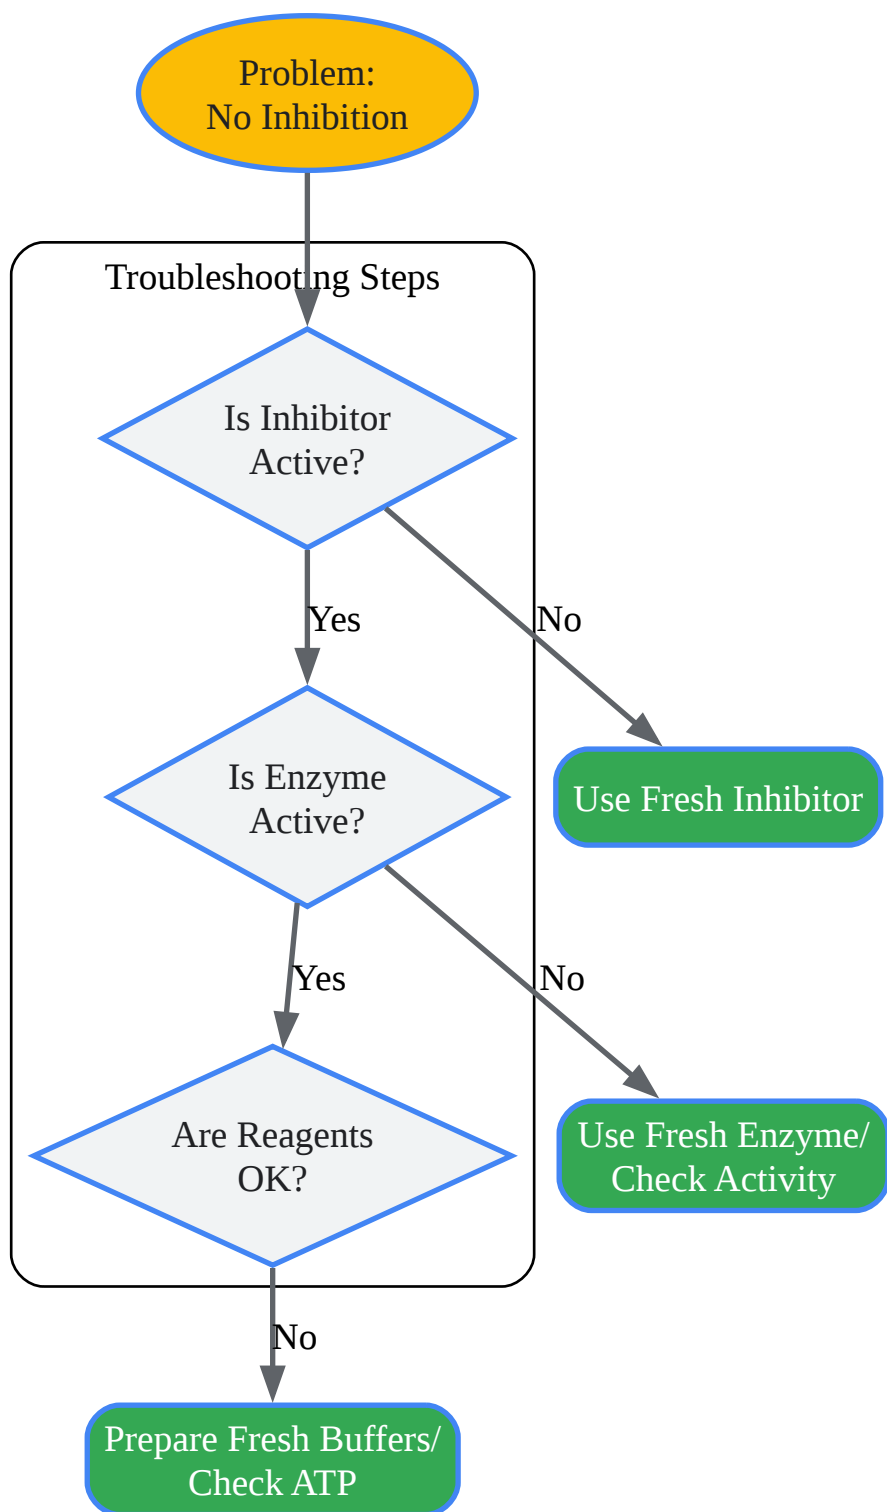 Problem:
No Inhibition
Troubleshooting Steps
Is Inhibitor
Active?
Yes
No
Is Enzyme
Active?
Use Fresh Inhibitor
Yes
No
Are Reagents
OK?
Use Fresh Enzyme/
Check Activity
No
Prepare Fresh Buffers/
Check ATP